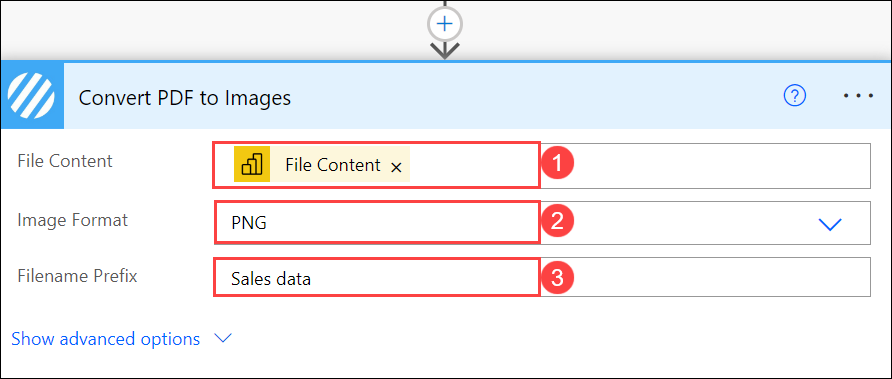 Convert PDF to Images
File Content
File Content ×
1
Image Format
PNG
2
Filename Prefix
Sales data
3
Show advanced options